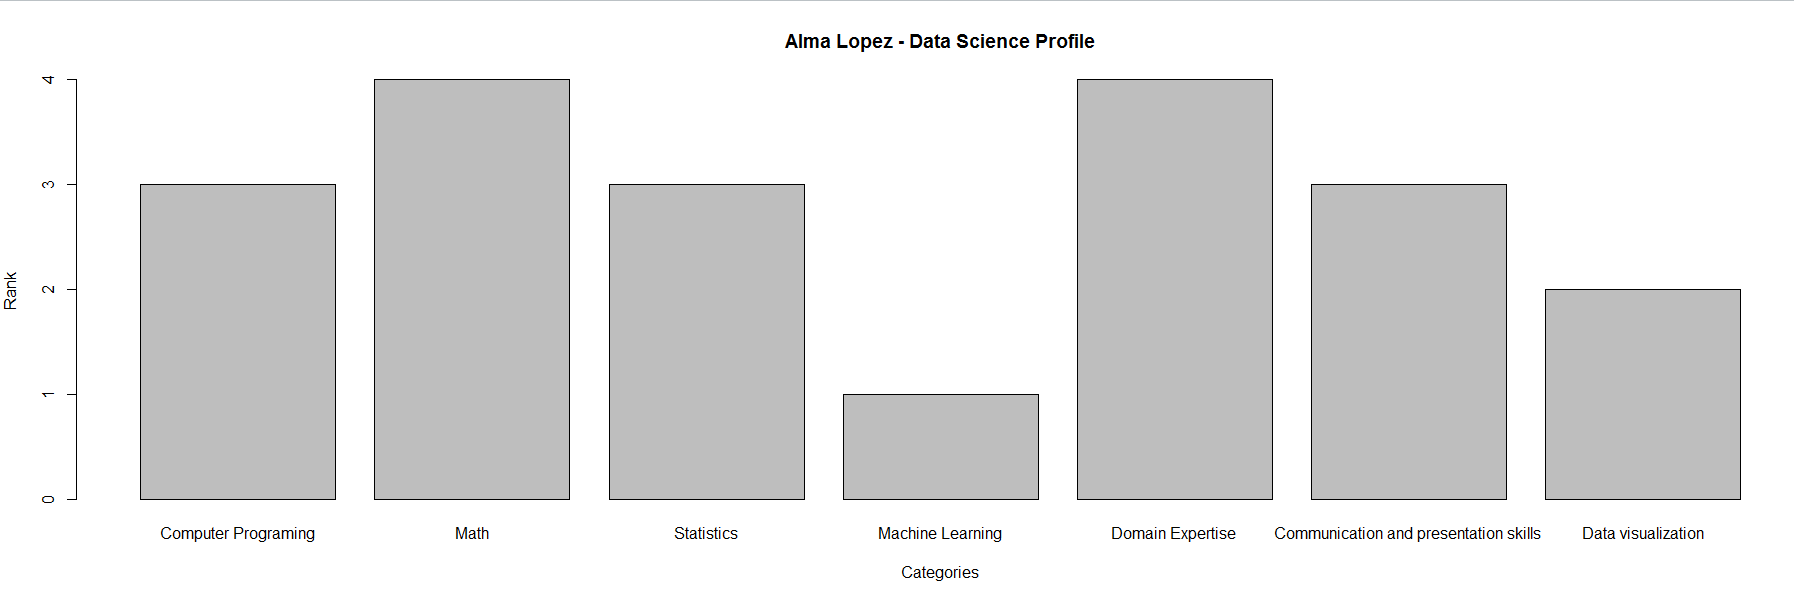 Alma Lopez - Data Science Profile
4
3
2
1
0
Rank
Computer Programing
Math
Statistics
Machine Learning
Domain Expertise
Communication and presentation skills
Data visualization
Categories